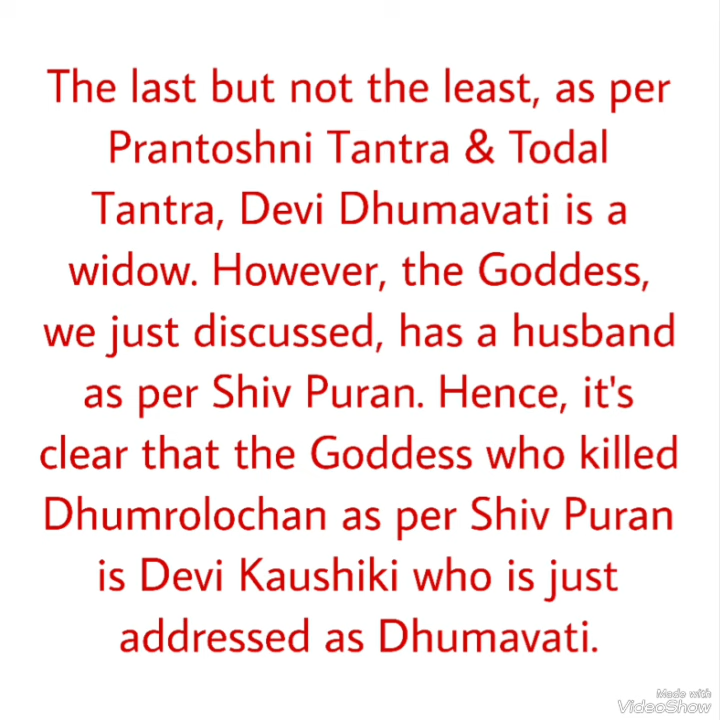 The last but not the least, as per
Prantoshni Tantra & Todal
Tantra, Devi Dhumavati is a
widow. However, the Goddess,
we just discussed, has a husband
as per Shiv Puran. Hence, it's
clear that the Goddess who killed
Dhumrolochan as per Shiv Puran
is Devi Kaushiki who is just
addressed as Dhumavati.
Made with
VideoShow